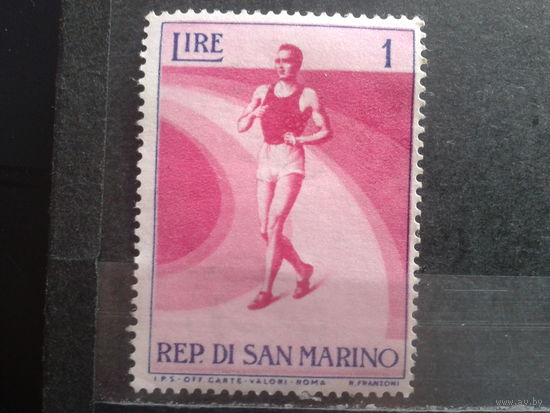 LIRE 1
REP. DI SAN MARINO
I.P.S-OFF. CARTE-VALORI-ROMA R. FRANZONI
www.ay.by